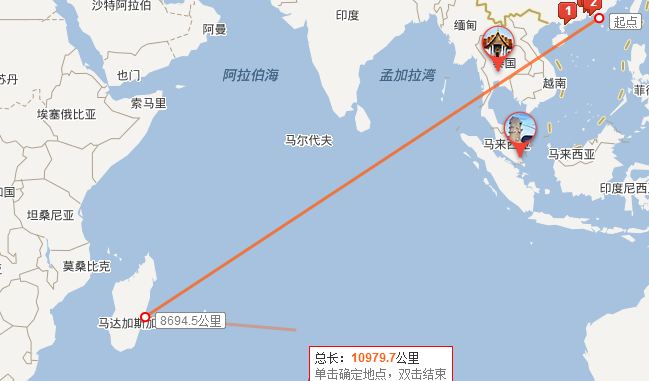 沙特阿拉伯
阿曼
印度
缅甸
1
2
起点
苏丹
也门
阿拉伯海
孟加拉湾
国
越南
菲律
索马里
埃塞俄比亚
马尔代夫
马来西亚
马来西亚
印度尼西
和国
坦桑尼亚
莫桑比克
马达加斯加
8694.5公里
总长：10979.7公里
单击确定地点，双击结束